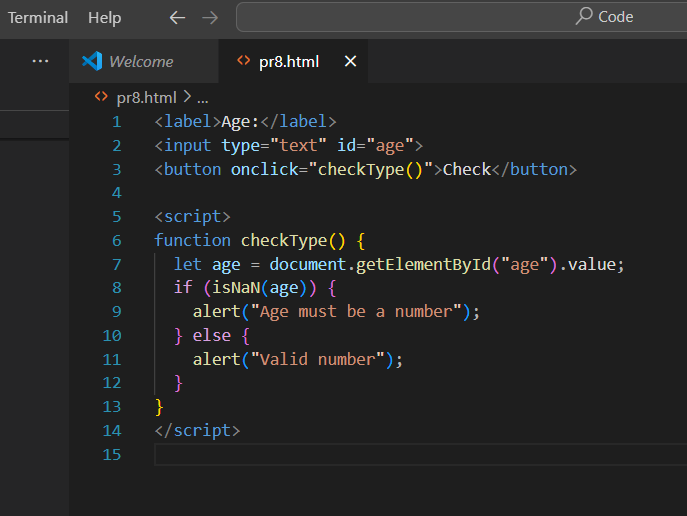 Terminal Help ← → Code
... Welcome <> pr8.html ×
<> pr8.html > ...
1 <label>Age:</label>
2 <input type="text" id="age">
3 <button onclick="checkType()">Check</button>
4
5 <script>
6 function checkType() {
7   let age = document.getElementById("age").value;
8   if (isNaN(age)) {
9     alert("Age must be a number");
10   } else {
11     alert("Valid number");
12   }
13 }
14 </script>
15